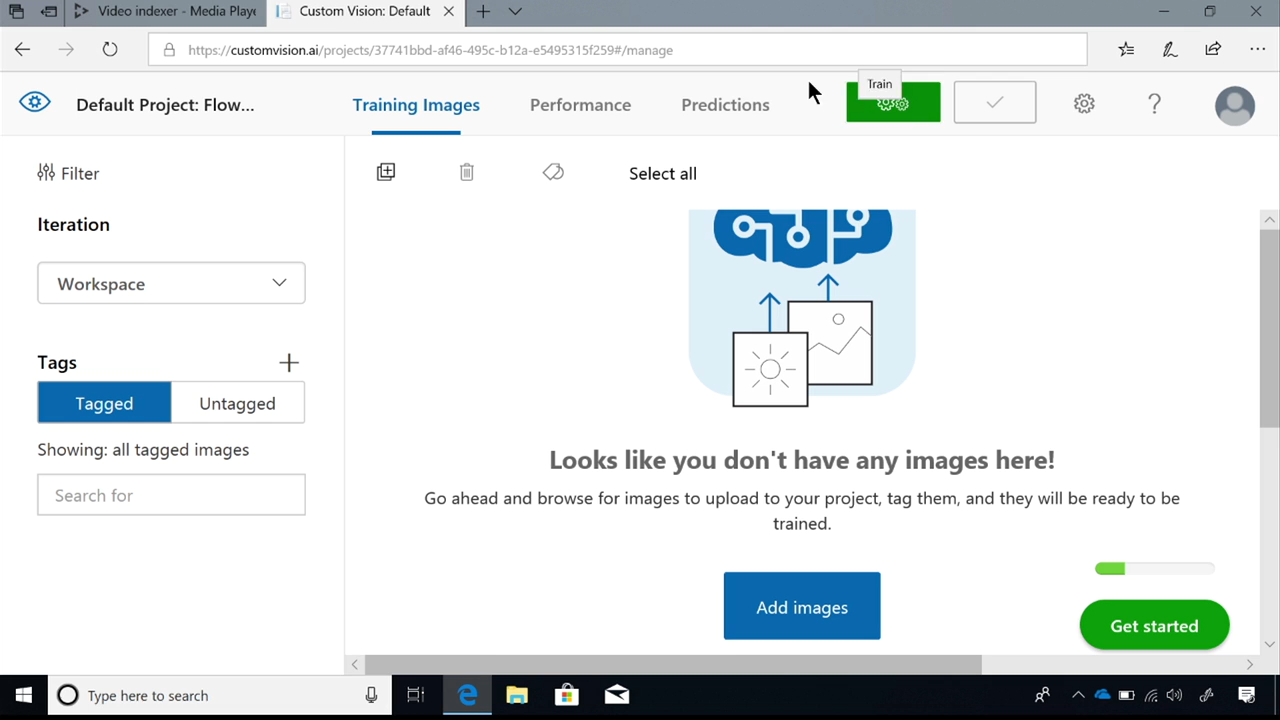 Video indexer - Media Playe
Custom Vision: Default
https://customvision.ai/projects/37741bbd-af46-495c-b12a-e5495315f259#/manage
Train
Default Project: Flow...
Training Images
Performance
Predictions
Filter
Select all
Iteration
Workspace
Tags
Tagged
Untagged
Showing: all tagged images
Search for
Looks like you don't have any images here!
Go ahead and browse for images to upload to your project, tag them, and they will be ready to be
trained.
Add images
Get started
Type here to search